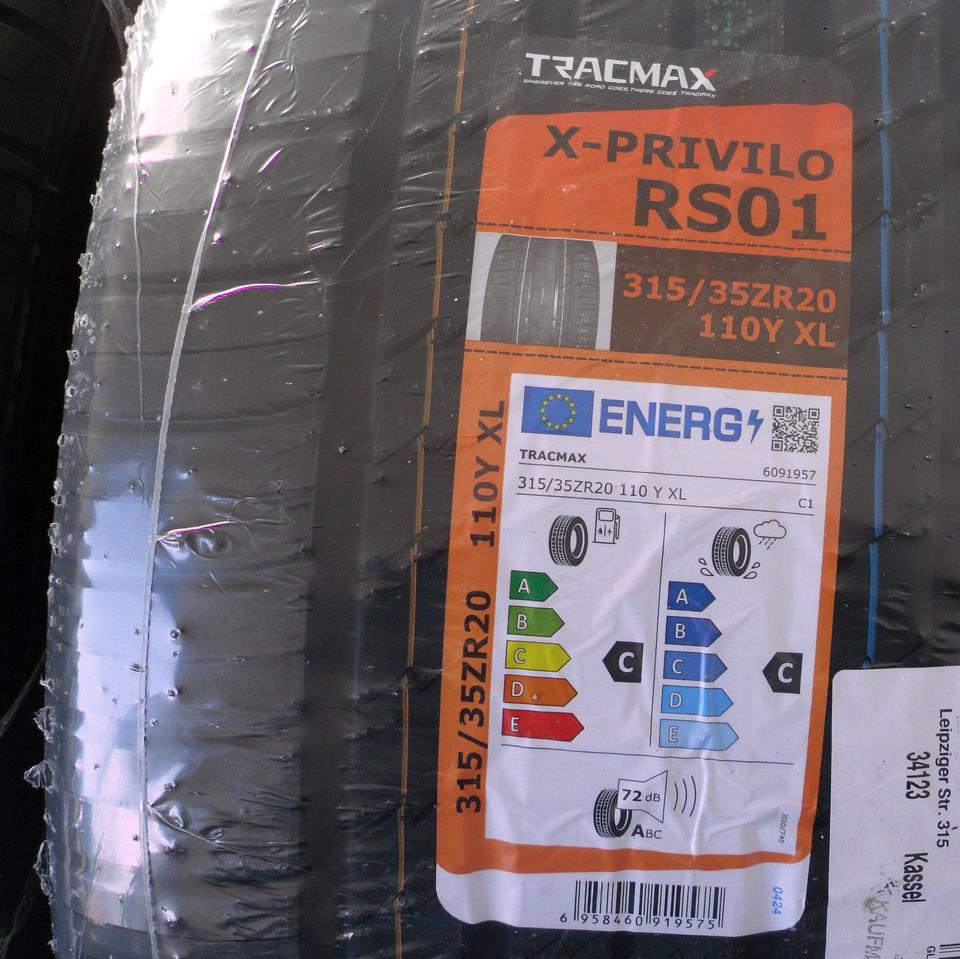 TRACMAX
WHEREVER THE ROAD GOES, THERE GOES TRACMAX
X-PRIVILO
RS01
315/35ZR20
110Y XL
315/35ZR20 110Y XL
ENERG
TRACMAX
6091957
315/35ZR20 110 Y XL
C1
A
B
C
D
E
C
A
B
C
D
E
C
72 dB
ABC
2020/740
0424
6 958460 919575
Leipziger Str. 315
34123 Kassel